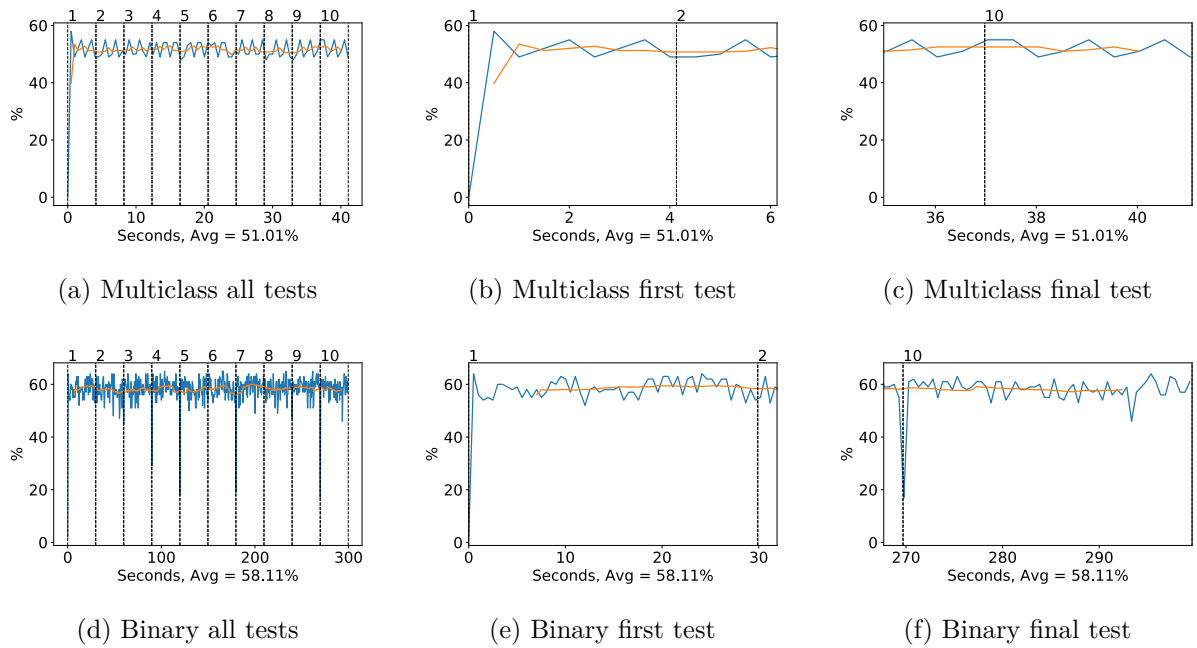 1 2 3 4 5 6 7 8 9 10
60
40
20
0
%
0 10 20 30 40
Seconds, Avg = 51.01%
(a) Multiclass all tests
1 2
60
40
20
0
%
0 2 4 6
Seconds, Avg = 51.01%
(b) Multiclass first test
10
60
40
20
0
%
36 38 40
Seconds, Avg = 51.01%
(c) Multiclass final test
1 2 3 4 5 6 7 8 9 10
60
40
20
0
%
0 100 200 300
Seconds, Avg = 58.11%
(d) Binary all tests
1 2
60
40
20
0
%
0 10 20 30
Seconds, Avg = 58.11%
(e) Binary first test
10
60
40
20
0
%
270 280 290
Seconds, Avg = 58.11%
(f) Binary final test